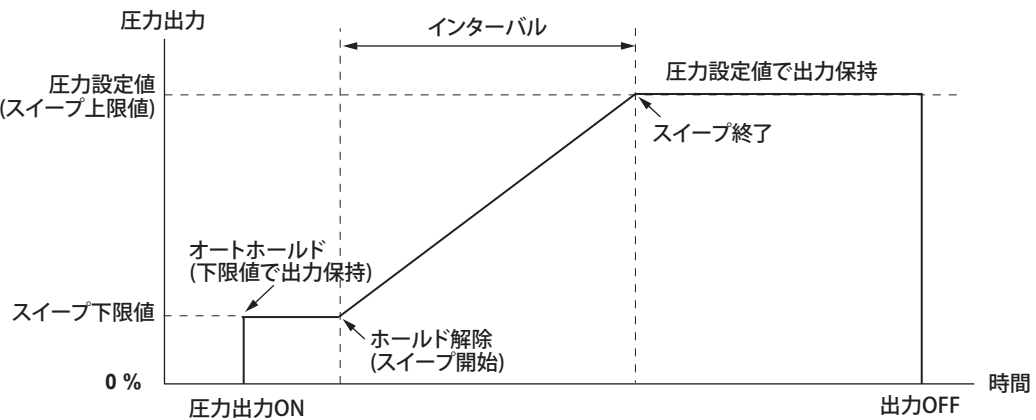 圧力出力
インターバル
圧力設定値
(スイープ上限値)
圧力設定値で出力保持
スイープ終了
オートホールド
(下限値で出力保持)
スイープ下限値
ホールド解除
(スイープ開始)
0 %
時間
圧力出力ON
出力OFF